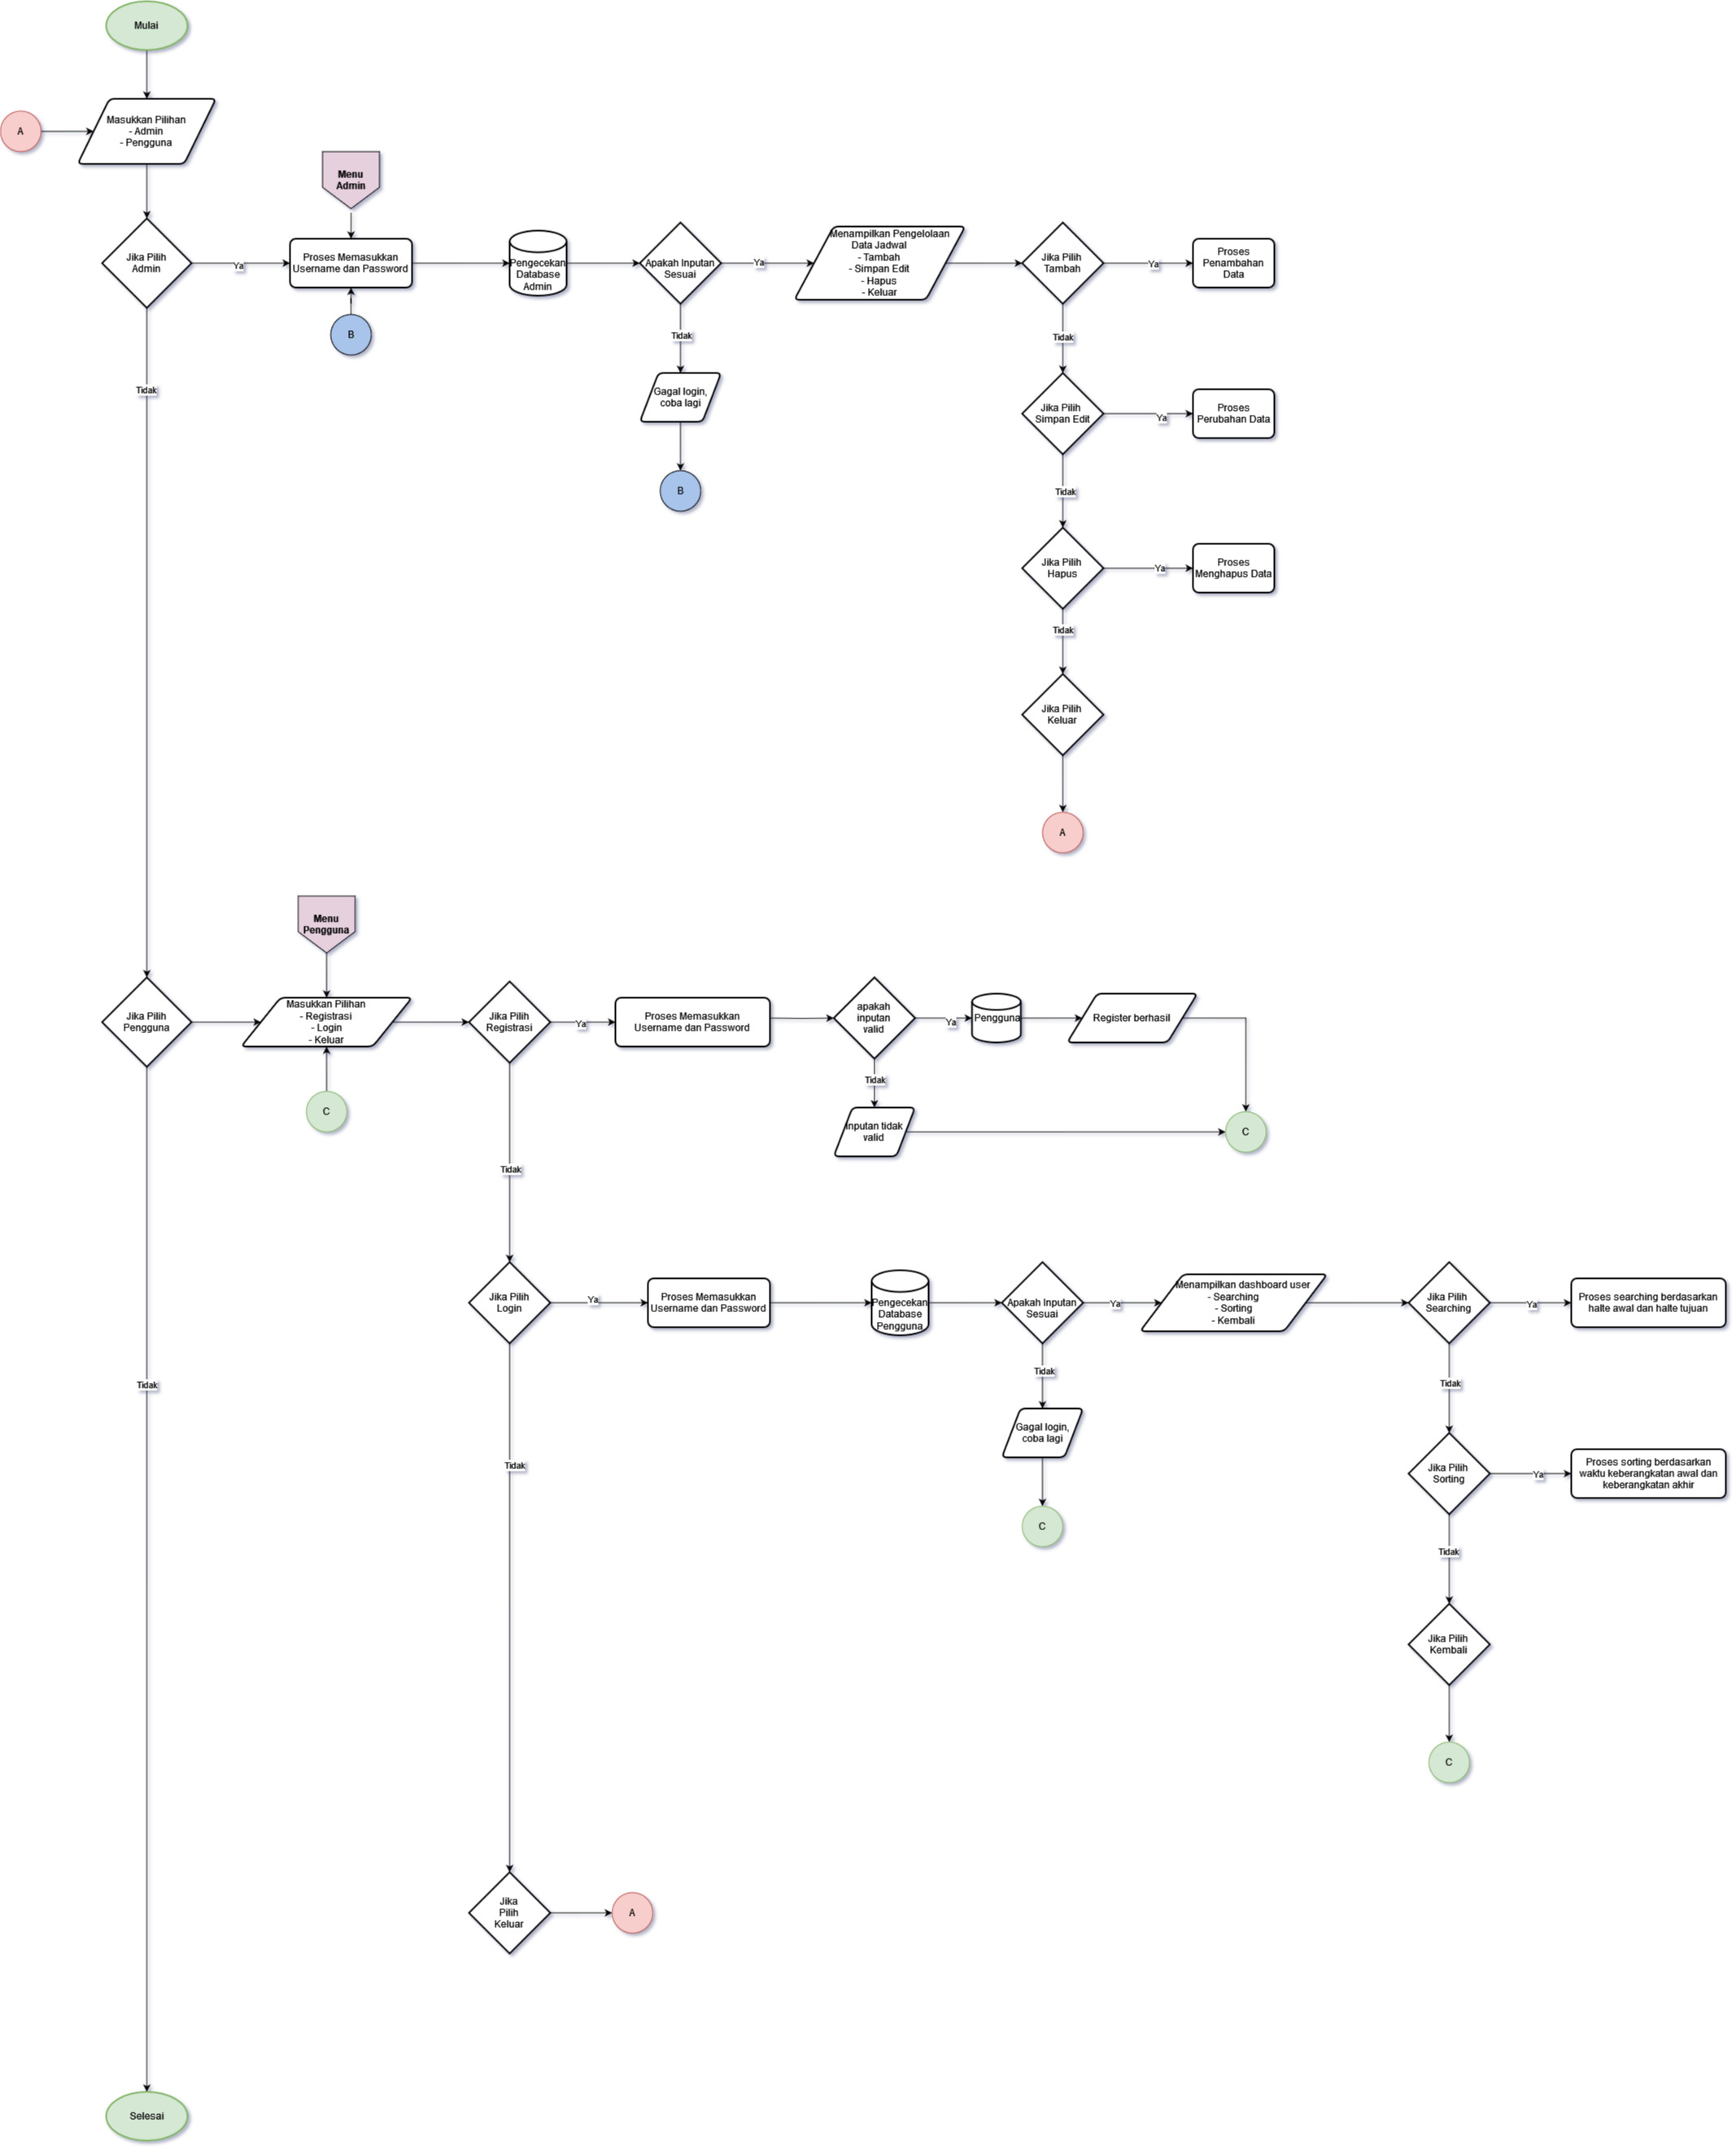 Mulai
A
Masukkan Pilihan
- Admin
- Pengguna
Menu
Admin
Jika Pilih
Admin
Ya
Proses Memasukkan
Username dan Password
Pengecekan
Database
Admin
Apakah Inputan
Sesuai
Ya
Menampilkan Pengelolaan
Data Jadwal
- Tambah
- Simpan Edit
- Hapus
- Keluar
Jika Pilih
Tambah
Ya
Proses
Penambahan
Data
B
Tidak
Tidak
Tidak
Gagal login,
coba lagi
Jika Pilih
Simpan Edit
Ya
Proses
Perubahan Data
B
Tidak
Jika Pilih
Hapus
Ya
Proses
Menghapus Data
Tidak
Jika Pilih
Keluar
A
Menu
Pengguna
Jika Pilih
Pengguna
Masukkan Pilihan
- Registrasi
- Login
- Keluar
Jika Pilih
Registrasi
Ya
Proses Memasukkan
Username dan Password
apakah
inputan
valid
Ya
Pengguna
Register berhasil
Tidak
C
Inputan tidak
valid
C
Tidak
Jika Pilih
Login
Ya
Proses Memasukkan
Username dan Password
Pengecekan
Database
Pengguna
Apakah Inputan
Sesuai
Ya
Menampilkan dashboard user
- Searching
- Sorting
- Kembali
Jika Pilih
Searching
Ya
Proses searching berdasarkan
halte awal dan halte tujuan
Tidak
Tidak
Tidak
Gagal login,
coba lagi
Tidak
Jika Pilih
Sorting
Ya
Proses sorting berdasarkan
waktu keberangkatan awal dan
keberangkatan akhir
C
Tidak
Jika Pilih
Kembali
C
Jika
Pilih
Keluar
A
Selesai